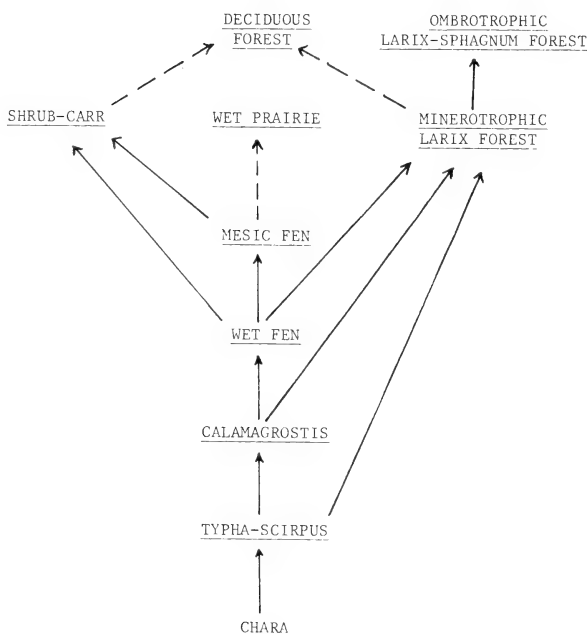 DECIDUOUS
FOREST
OMBROTROPHIC
LARIX-SPHAGNUM FOREST
SHRUB-CARR
WET PRAIRIE
MINEROTROPHIC
LARIX FOREST
MESIC FEN
WET FEN
CALAMAGROSTIS
TYPHA-SCIRPUS
CHARA